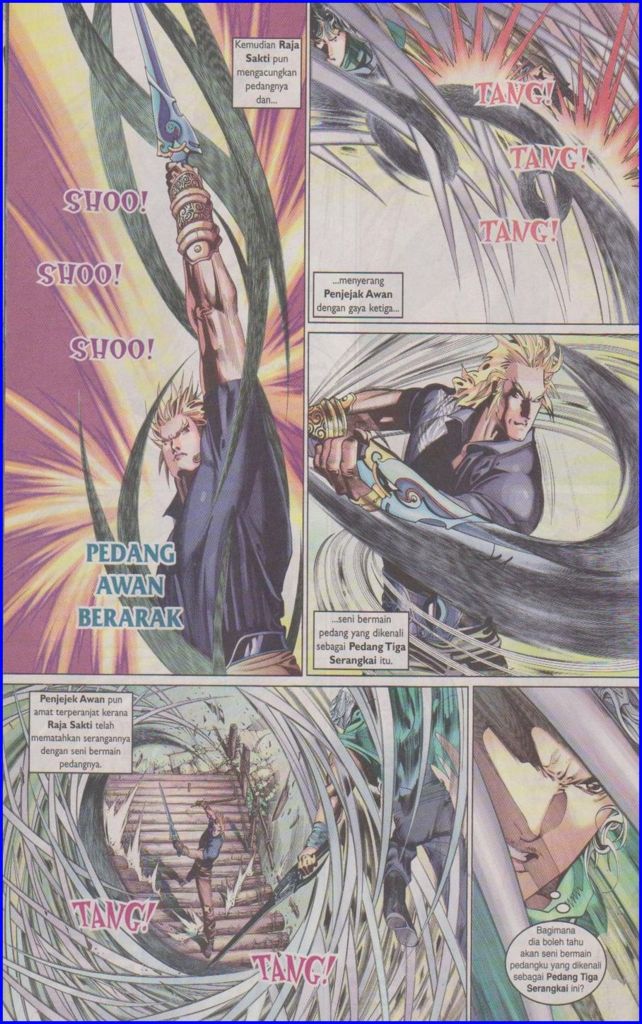 Kemudian Raja
Sakti pun
mengacungkan
pedangnya
dan...
SHOO!
SHOO!
SHOO!
PEDANG
AWAN
BERARAK
TANG!
TANG!
TANG!
...menyerang
Penjejak Awan
dengan gaya ketiga...
...seni bermain
pedang yang dikenali
sebagai Pedang Tiga
Serangkai itu.
Penjejek Awan pun
amat terperanjat kerana
Raja Sakti telah
mematahkan serangannya
dengan seni bermain
pedangnya.
TANG!
TANG!
Bagimana
dia boleh tahu
akan seni bermain
pedangku yang dikenali
sebagai Pedang Tiga
Serangkai ini?